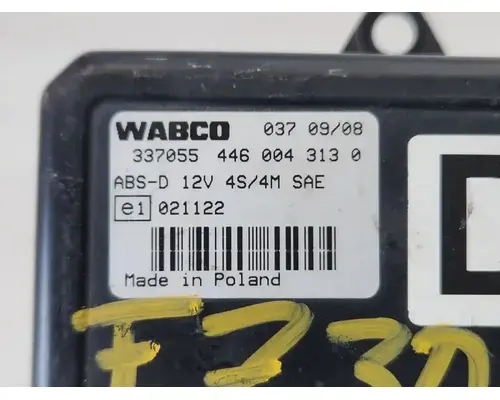 WABCO 037 09/08
337055 446 004 313 0
ABS-D 12V 4S/4M SAE
e1 021122
Made in Poland
D